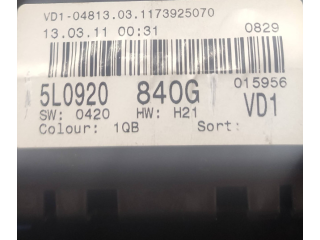 VD1-04813.03.1173925070
13.03.11 00:31 0829
015956
5L0920 840G VD1
SW: 0420 HW: H21
Colour: 1QB Sort: